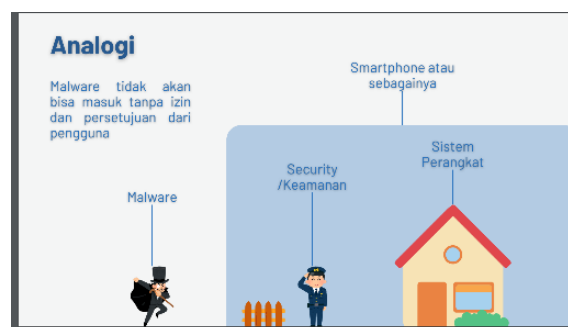 Analogi
Malware tidak akan
bisa masuk tanpa izin
dan persetujuan dari
pengguna
Smartphone atau
sebagainya
Sistem
Perangkat
Security
/Keamanan
Malware